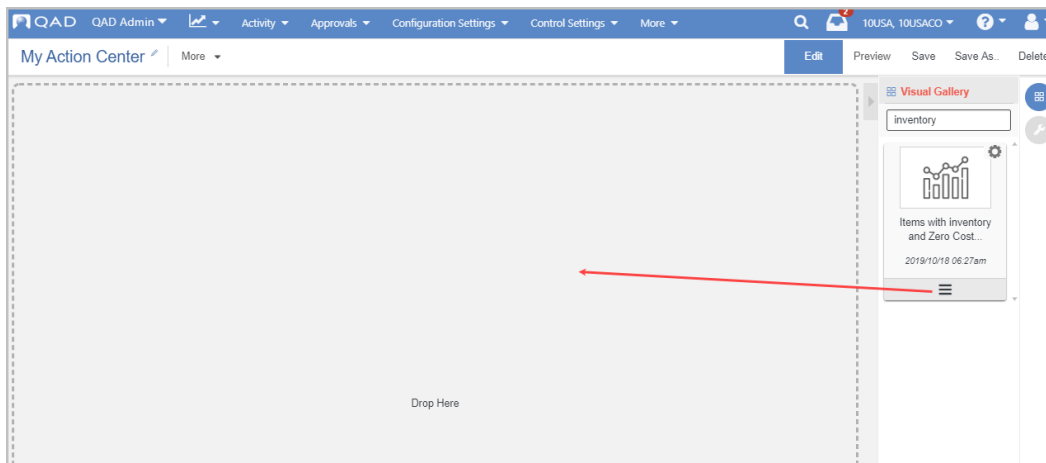 QAD QAD Admin Activity Approvals Configuration Settings Control Settings More 2 10USA, 10USACO ?
My Action Center More Edit Preview Save Save As.. Delete
Visual Gallery
inventory
Items with inventory
and Zero Cost...
2019/10/18 06:27am
Drop Here